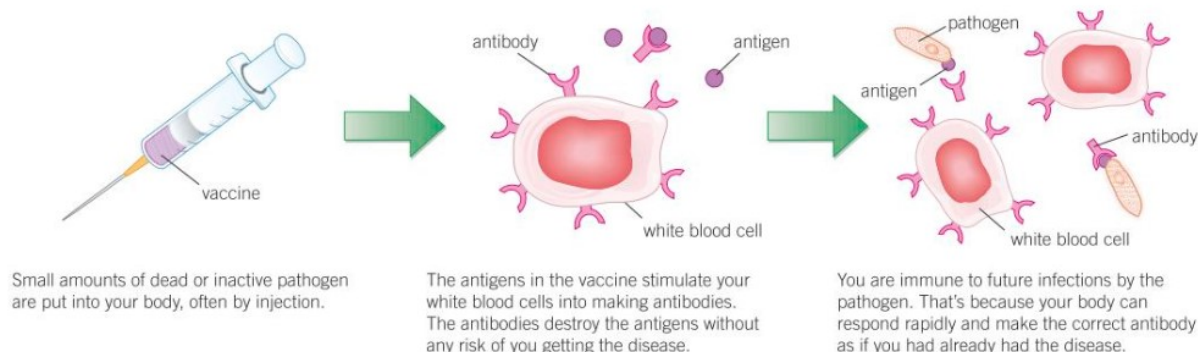 vaccine
Small amounts of dead or inactive pathogen
are put into your body, often by injection.
antibody
antigen
white blood cell
The antigens in the vaccine stimulate your
white blood cells into making antibodies.
The antibodies destroy the antigens without
any risk of you getting the disease.
pathogen
antigen
antibody
white blood cell
You are immune to future infections by the
pathogen. That's because your body can
respond rapidly and make the correct antibody
as if you had already had the disease.